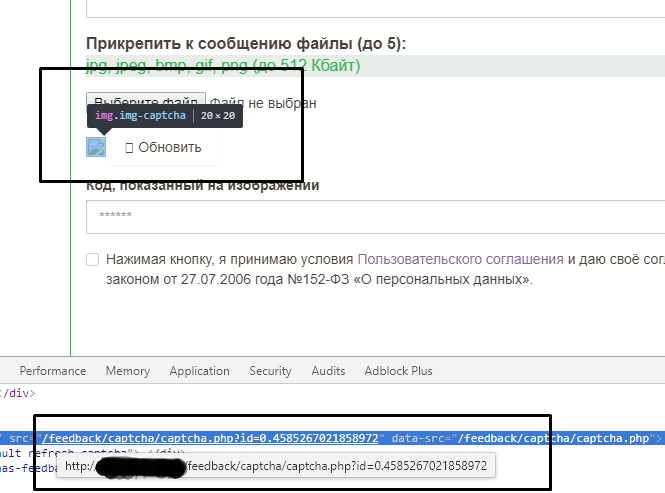 Прикрепить к сообщению файлы (до 5):
jpg, jpeg, bmp, gif, png (до 512 Кбайт)
Выберите файл Файл не выбран
img.img-captcha 20 × 20
Обновить
Код, показанный на изображении
******
Нажимая кнопку, я принимаю условия Пользовательского соглашения и даю своё сог
законом от 27.07.2006 года №152-ФЗ «О персональных данных».
Performance Memory Application Security Audits Adblock Plus
/div>
" src="/feedback/captcha/captcha.php?id=0.4585267021858972" data-src="/feedback/captcha/captcha.php">
ault refresh-captcha"> </div>
has-feedb
http:// /feedback/captcha/captcha.php?id=0.4585267021858972